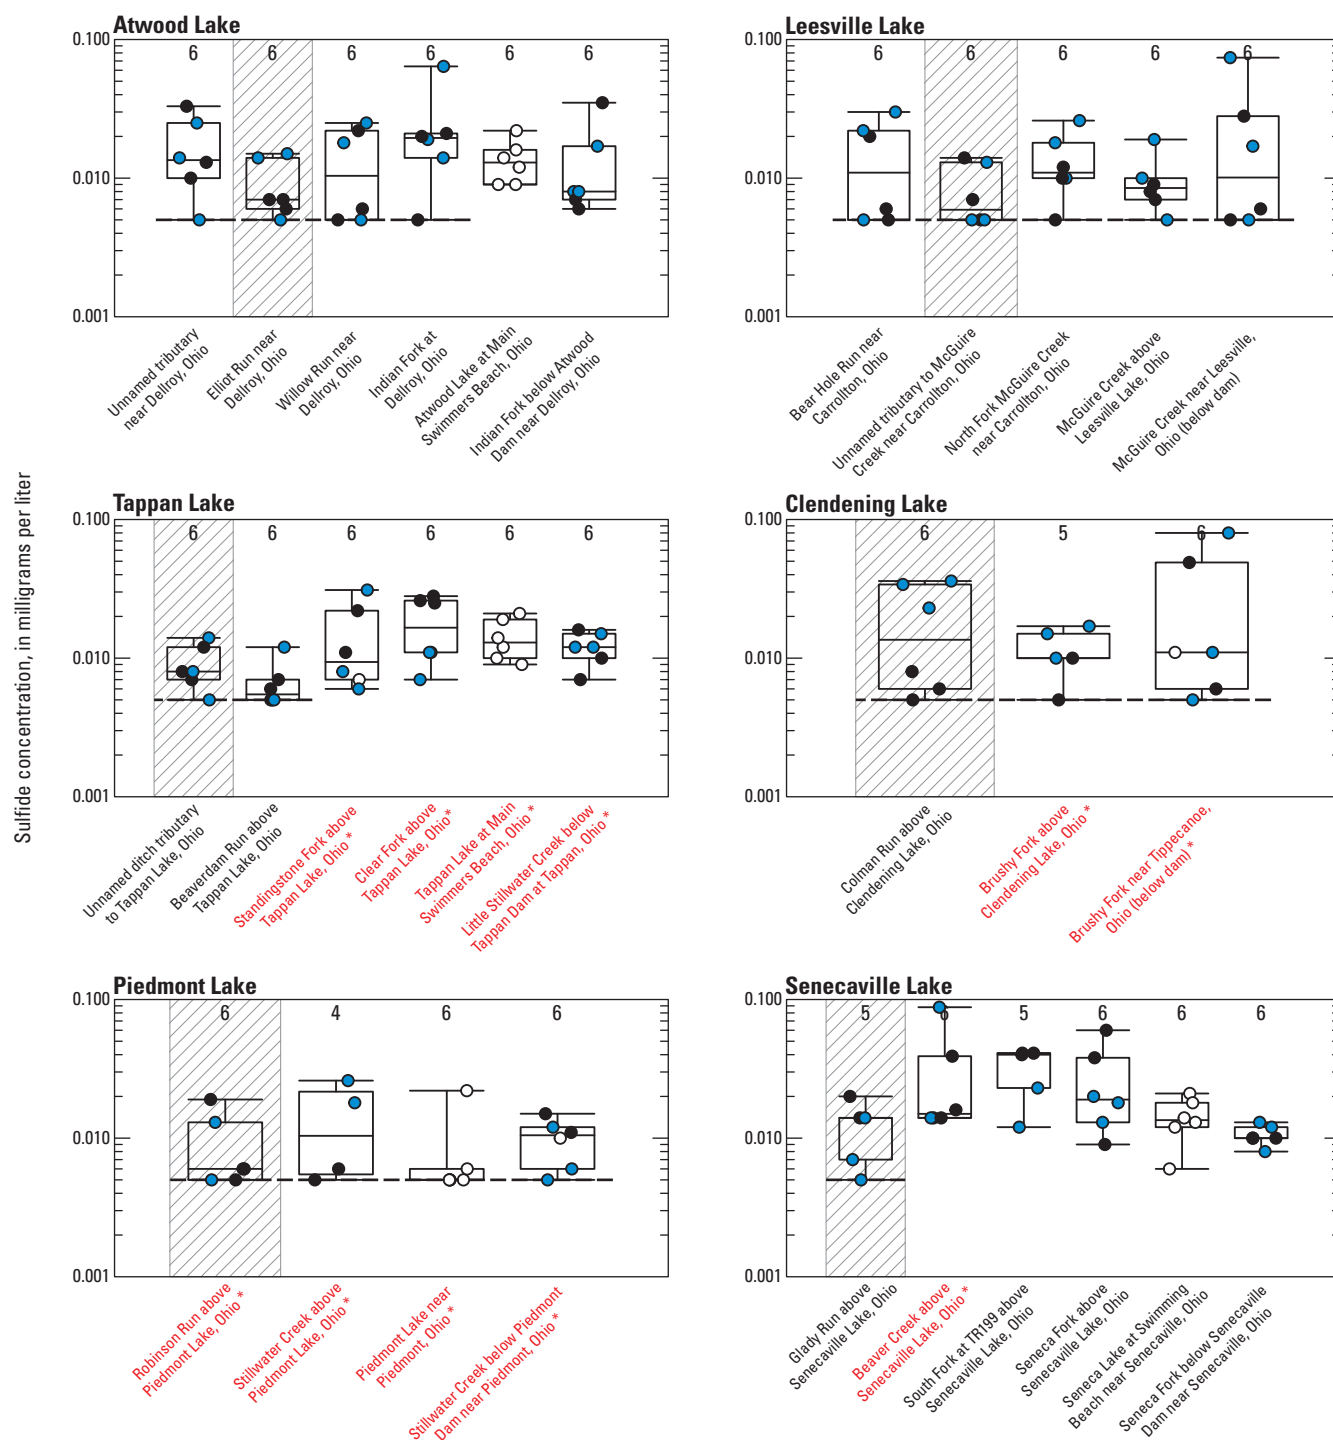 Sulfide concentration, in milligrams per liter
Atwood Lake
0.100
0.010
0.001
6 6 6 6 6 6
Unnamed tributary
near Dellroy, Ohio
Elliot Run near
Dellroy, Ohio
Willow Run near
Dellroy, Ohio
Indian Fork at
Dellroy, Ohio
Atwood Lake at Main
Swimmers Beach, Ohio
Indian Fork below Atwood
Dam near Dellroy, Ohio
Leesville Lake
0.100
0.010
0.001
6 6 6 6 6
Bear Hole Run near
Carrollton, Ohio
Unnamed tributary to McGuire
Creek near Carrollton, Ohio
North Fork McGuire Creek
near Carrollton, Ohio
McGuire Creek above
Leesville Lake, Ohio
McGuire Creek near Leesville,
Ohio (below dam)
Tappan Lake
0.100
0.010
0.001
6 6 6 6 6 6
Unnamed ditch tributary
to Tappan Lake, Ohio
Beaverdam Run above
Tappan Lake, Ohio
Standingstone Fork above
Tappan Lake, Ohio *
Clear Fork above
Tappan Lake, Ohio*
Tappan Lake at Main
Swimmers Beach, Ohio *
Little Stillwater Creek below
Tappan Dam at Tappan, Ohio *
Clendening Lake
0.100
0.010
0.001
6 5 6
Colman Run above
Clendening Lake, Ohio
Brushy Fork above
Clendening Lake, Ohio *
Brushy Fork near Tippecanoe,
Ohio (below dam) *
Piedmont Lake
0.100
0.010
0.001
6 4 6 6
Robinson Run above
Piedmont Lake, Ohio *
Stillwater Creek above
Piedmont Lake, Ohio *
Piedmont Lake near
Piedmont, Ohio *
Stillwater Creek below Piedmont
Dam near Piedmont, Ohio *
Senecaville Lake
0.100
0.010
0.001
5 6 5 6 6 6
Glady Run above
Senecaville Lake, Ohio
Beaver Creek above
Senecaville Lake, Ohio *
South Fork at TR199 above
Senecaville Lake, Ohio
Seneca Fork above
Senecaville Lake, Ohio
Seneca Lake at Swimming
Beach near Senecaville, Ohio
Seneca Fork below Senecaville
Dam near Senecaville, Ohio